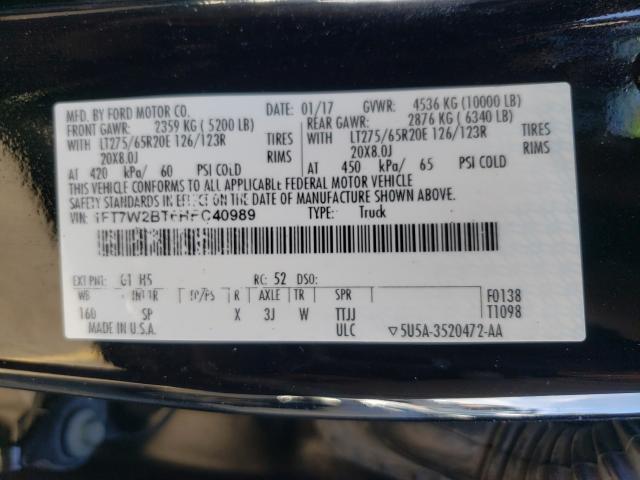 MFD. BY FORD MOTOR CO. DATE: 01/17 GVWR: 4536 KG (10000 LB)
FRONT GAWR: 2359 KG (5200 LB) REAR GAWR: 2876 KG (6340 LB)
WITH LT275/65R20E 126/123R TIRES WITH LT275/65R20E 126/123R TIRES
20X8.0J RIMS 20X8.0J RIMS
AT 420 kPa/ 60 PSI COLD AT 450 kPa/ 65 PSI COLD
THIS VEHICLE CONFORMS TO ALL APPLICABLE FEDERAL MOTOR VEHICLE
SAFETY STANDARDS IN EFFECT ON THE DATE OF MANUFACTURE SHOWN ABOVE.
VIN: TYPE: Truck
EXT PNT: G1 H5 RC: 52 DSO:
WB INT TR TP/PS R AXLE TR SPR F0138
160 SP X 3J W TTJJ T1098
MADE IN U.S.A. ULC ▽5U5A-3520472-AA